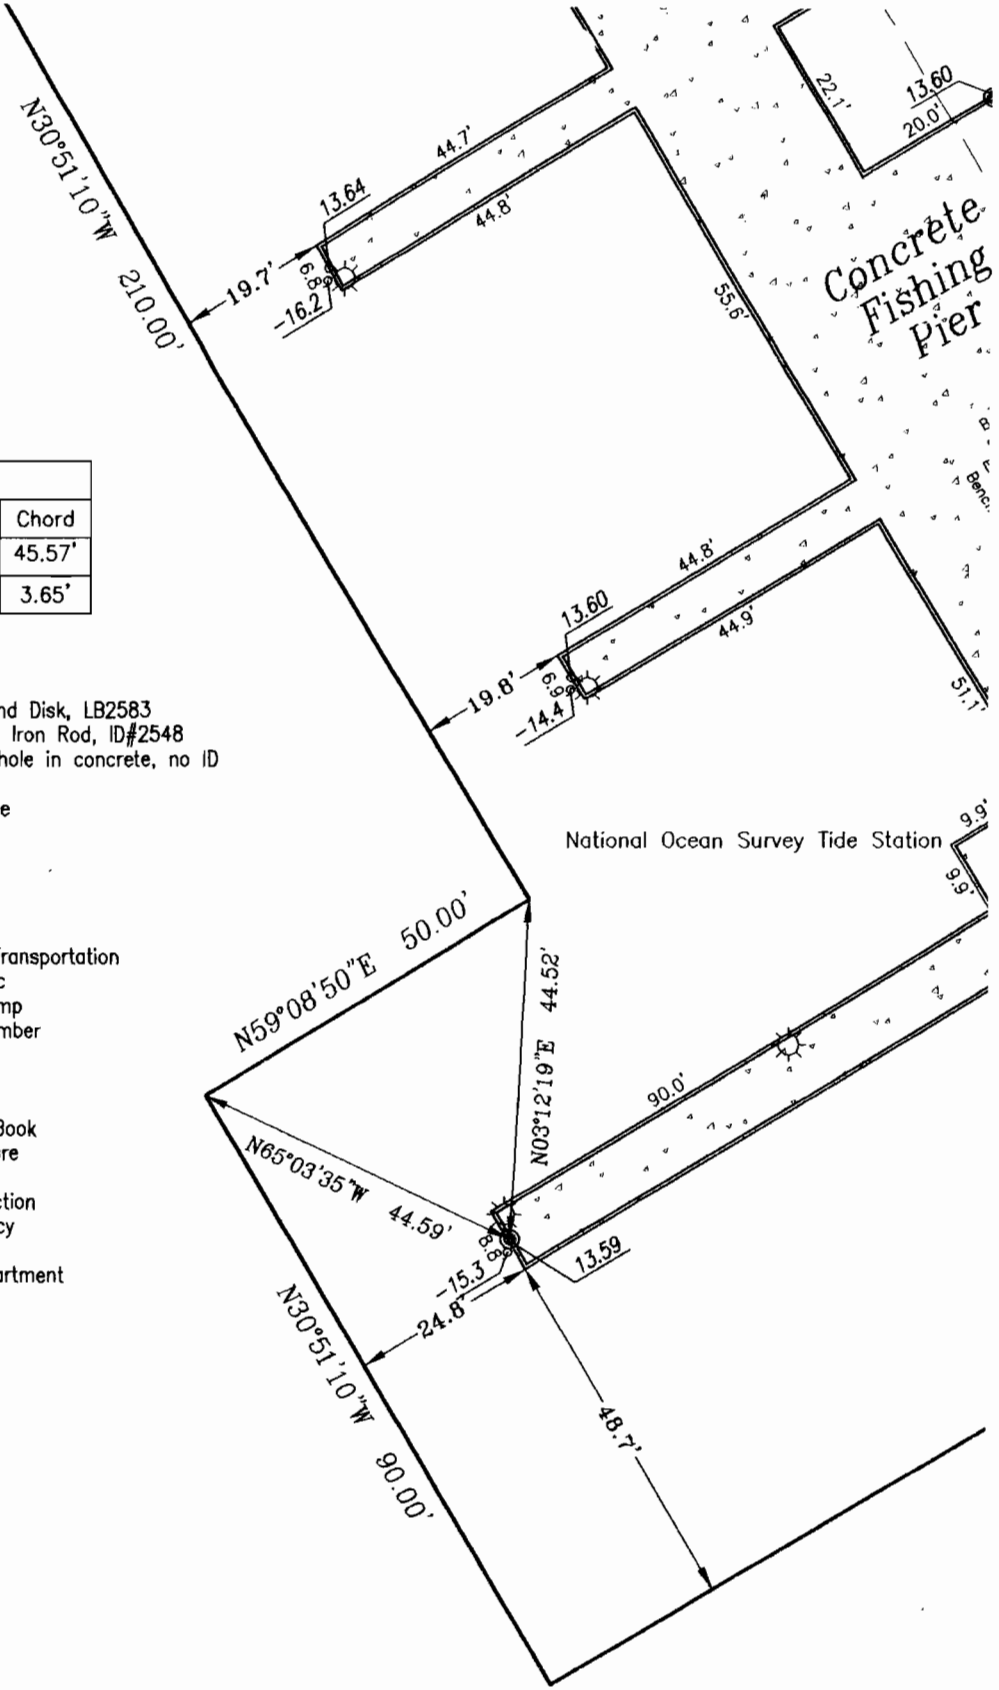 N30°51'10"W 210.00'
44.7'
13.64
44.8'
19.7'
6.8
-16.2
22.1'
13.60
20.0'
Concrete
Fishing
Pier
55.6'
Chord
45.57'
3.65'
44.8'
13.60
44.9'
19.8'
6.9
-14.4
51.1'
nd Disk, LB2583
Iron Rod, ID#2548
hole in concrete, no ID
e
National Ocean Survey Tide Station
9.9'
9.9'
N59°08'50"E 50.00'
N03°12'19"E 44.52'
ransportation
c
mp
mber
90.0'
Book
re
N65°03'35"W 44.59'
ction
cy
8.8
-15.3
13.59
24.8'
artment
N30°51'10"W 90.00'
48.7'